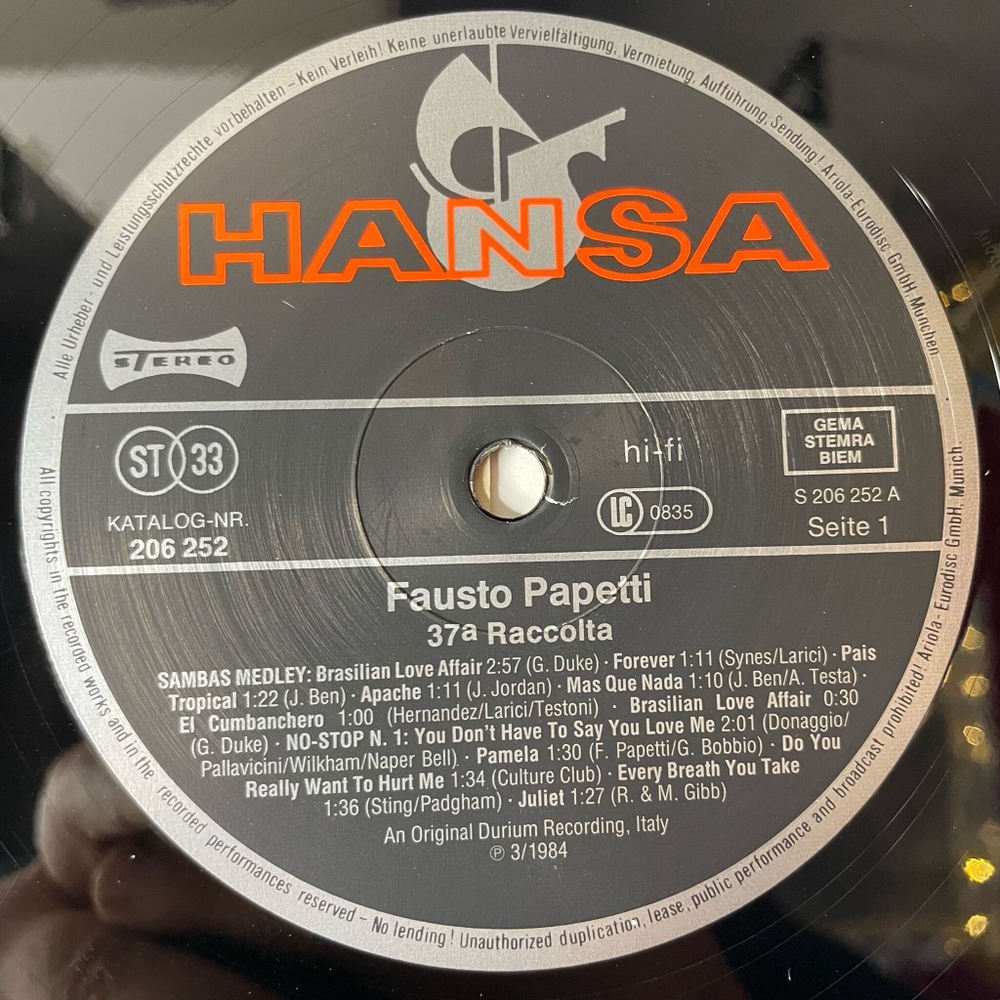 Alle Urheber- und Leistungsschutzrechte vorbehalten – Kein Verleih! Keine unerlaubte Vervielfältigung, Vermietung, Aufführung, Sendung! Ariola-Eurodisc GmbH, München
HANSA
STEREO
ST 33
hi-fi
GEMA
STEMRA
BIEM
LC 0835
S 206 252 A
KATALOG-NR.
Seite 1
206 252
Fausto Papetti
37a Raccolta
SAMBAS MEDLEY: Brasilian Love Affair 2:57 (G. Duke) · Forever 1:11 (Synes/Larici) · Pais
Tropical 1:22 (J. Ben) · Apache 1:11 (J. Jordan) · Mas Que Nada 1:10 (J. Ben/A. Testa) ·
El Cumbanchero 1:00 (Hernandez/Larici/Testoni) · Brasilian Love Affair 0:30
(G. Duke) · NO-STOP N. 1: You Don't Have To Say You Love Me 2:01 (Donaggio/
Pallavicini/Wilkham/Naper Bell) · Pamela 1:30 (F. Papetti/G. Bobbio) · Do You
Really Want To Hurt Me 1:34 (Culture Club) · Every Breath You Take
1:36 (Sting/Padgham) · Juliet 1:27 (R. & M. Gibb)
An Original Durium Recording, Italy
℗ 3/1984
All copyrights in the recorded works and in the recorded performances reserved – No lending! Unauthorized duplication, lease, public performance and broadcast prohibited! Ariola-Eurodisc GmbH, Munich